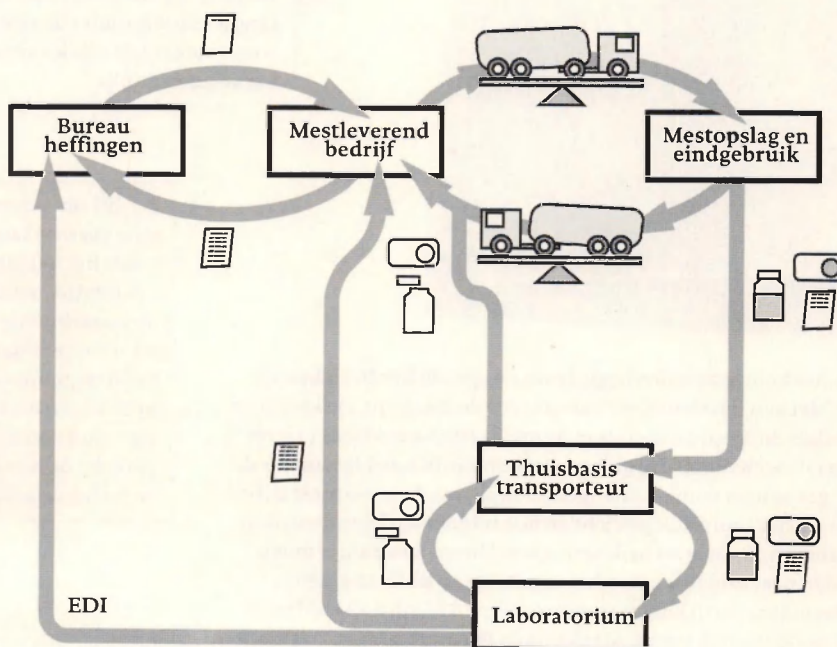 Bureau
heffingen
Mestleverend
bedrijf
Mestopslag en
eindgebruik
Thuisbasis
transporteur
EDI
Laboratorium